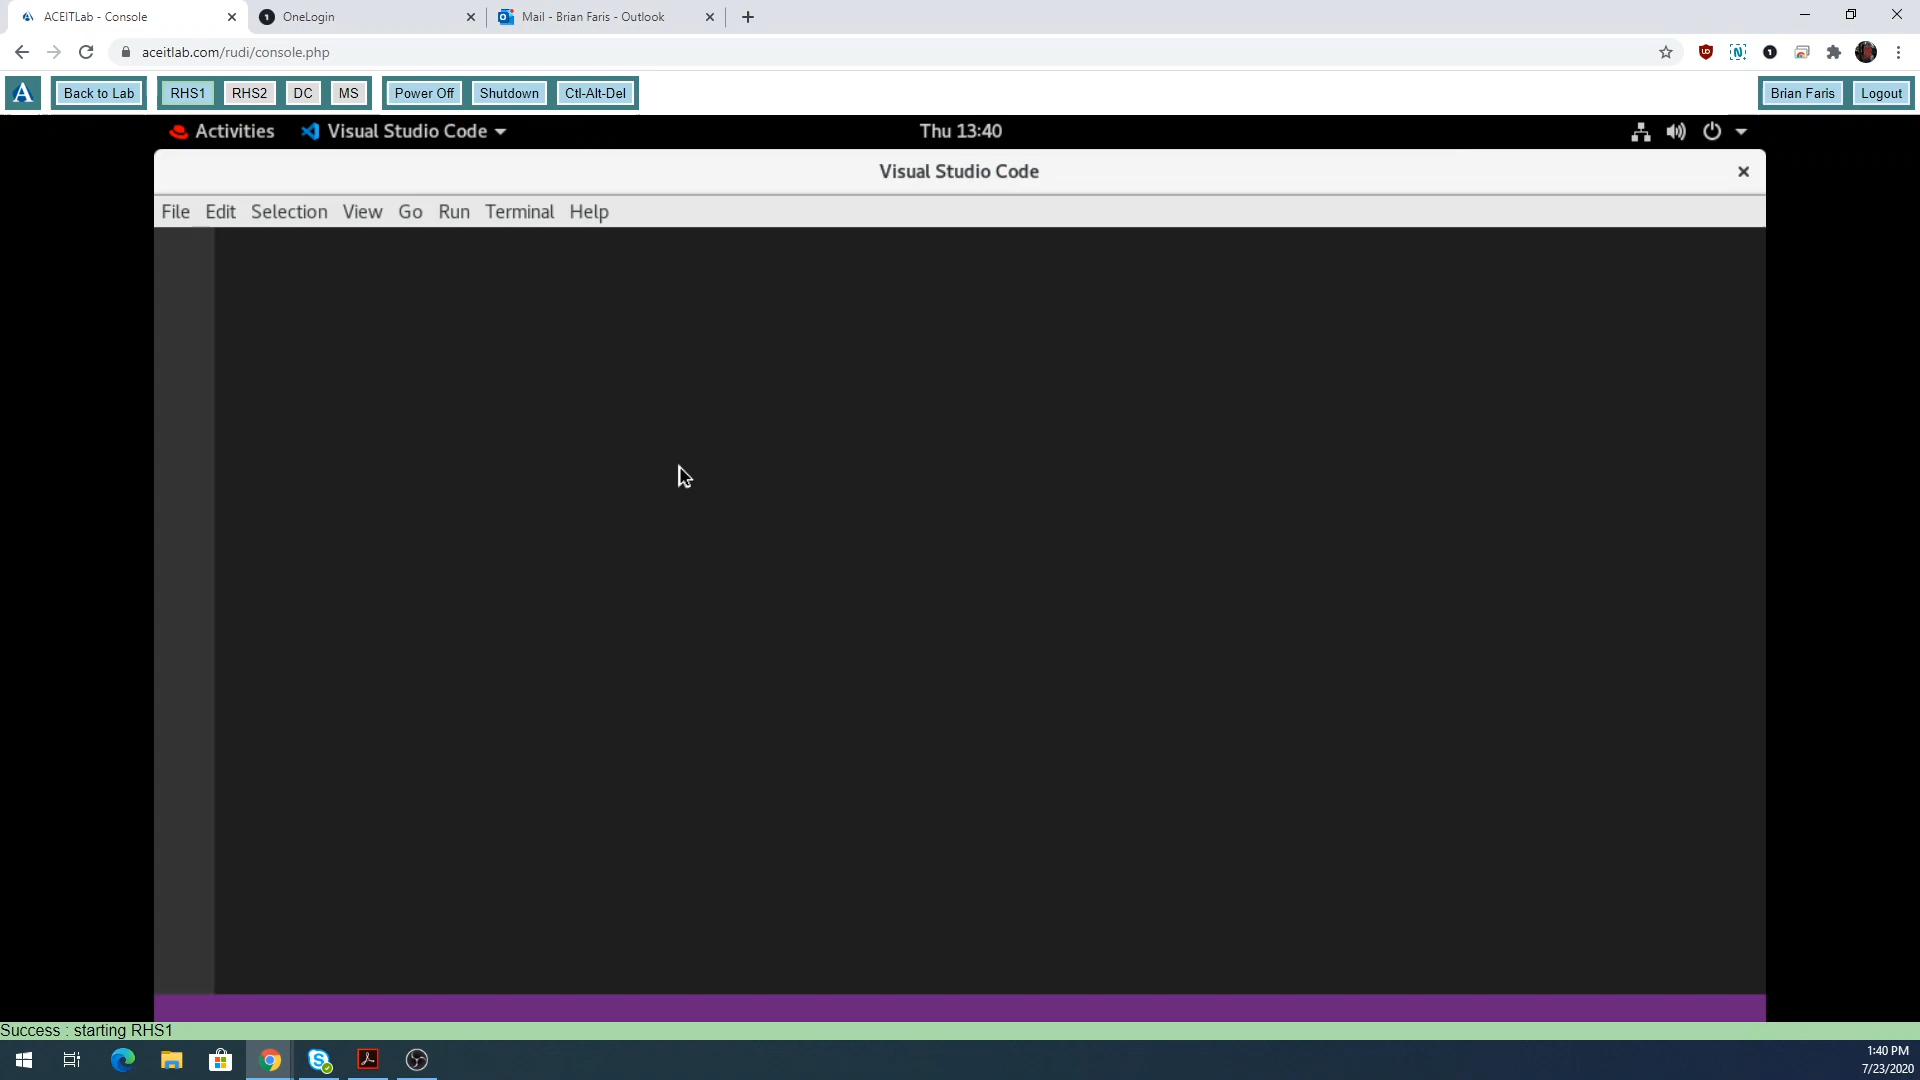 ACEITLab - Console
OneLogin
Mail - Brian Faris - Outlook
aceitlab.com/rudi/console.php
Back to Lab RHS1 RHS2 DC MS Power Off Shutdown Ctl-Alt-Del Brian Faris Logout
Activities Visual Studio Code Thu 13:40
Visual Studio Code
File Edit Selection View Go Run Terminal Help
Success : starting RHS1
1:40 PM
7/23/2020